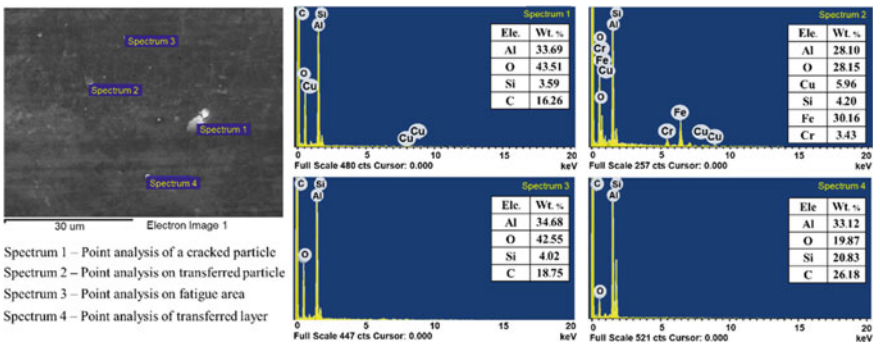 Spectrum 3
Spectrum 2
Spectrum 1
Spectrum 4
30 um Electron Image 1
Spectrum 1 – Point analysis of a cracked particle
Spectrum 2 – Point analysis on transferred particle
Spectrum 3 – Point analysis on fatigue area
Spectrum 4 – Point analysis of transferred layer
Spectrum 1
C Si Al O Cu Cu Cu
Ele. Wt. %
Al 33.69
O 43.51
Si 3.59
C 16.26
0 5 10 15 20
Full Scale 480 cts Cursor: 0.000 keV
Spectrum 2
O Cr Fe Cu O Si Al Cr Fe Cu Cu
Ele. Wt. %
Al 28.10
O 28.15
Cu 5.96
Si 4.20
Fe 30.16
Cr 3.43
0 5 10 15 20
Full Scale 257 cts Cursor: 0.000 keV
Spectrum 3
C Si Al O
Ele. Wt. %
Al 34.68
O 42.55
Si 4.02
C 18.75
0 5 10 15 20
Full Scale 447 cts Cursor: 0.000 keV
Spectrum 4
C Si Al O
Ele Wt. %
Al 33.12
O 19.87
Si 20.83
C 26.18
0 5 10 15 20
Full Scale 521 cts Cursor: 0.000 keV